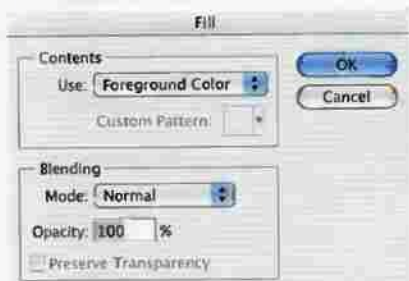 Fill
Contents
Use: Foreground Color
Custom Pattern:
OK
Cancel
Blending
Mode: Normal
Opacity: 100 %
Preserve Transparency